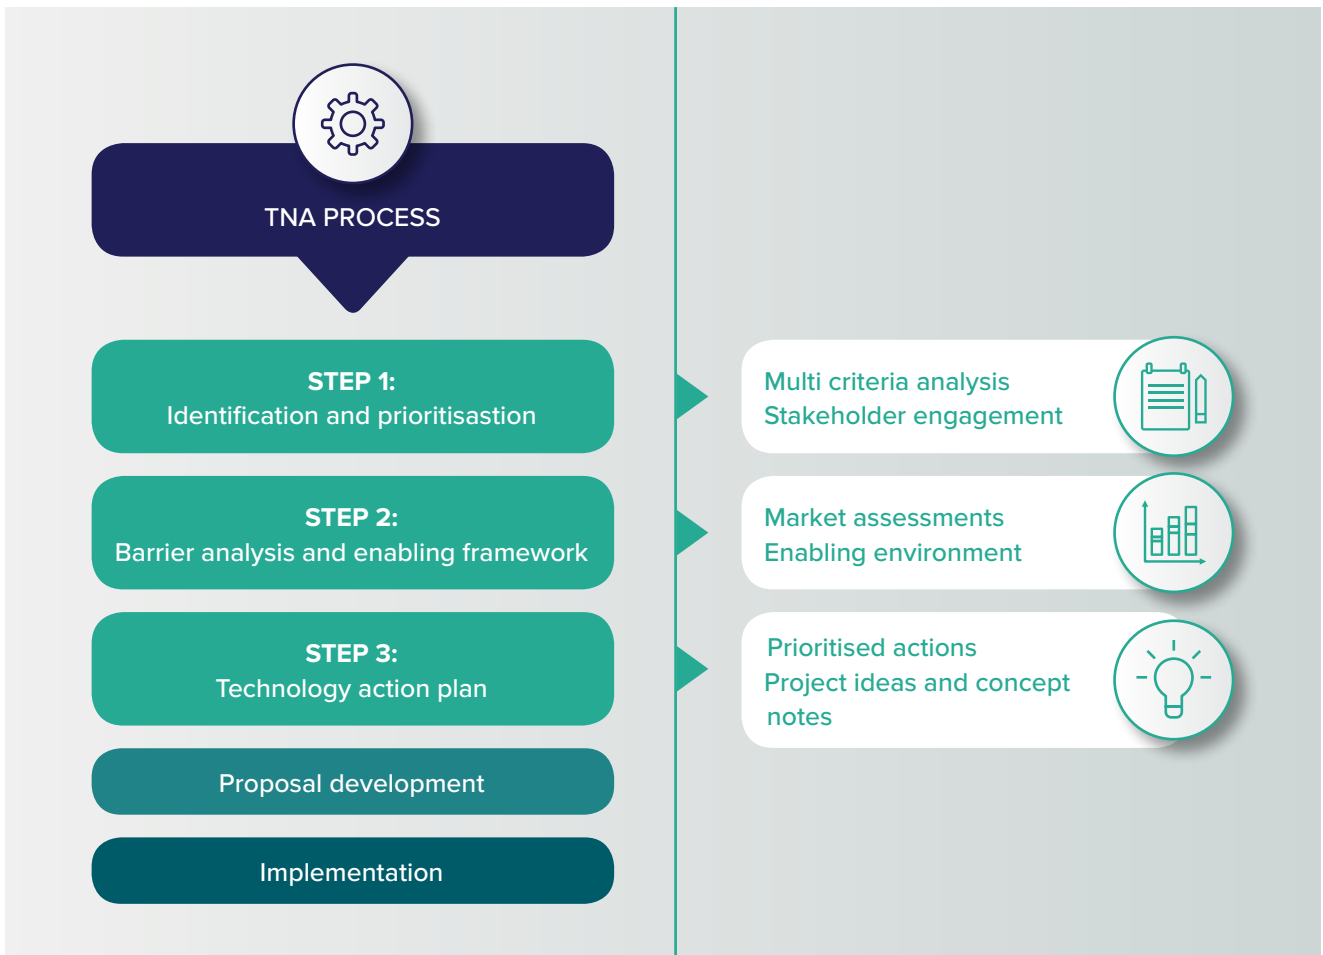 TNA PROCESS
STEP 1:
Identification and prioritisastion
Multi criteria analysis
Stakeholder engagement
STEP 2:
Barrier analysis and enabling framework
Market assessments
Enabling environment
STEP 3:
Technology action plan
Prioritised actions
Project ideas and concept
notes
Proposal development
Implementation